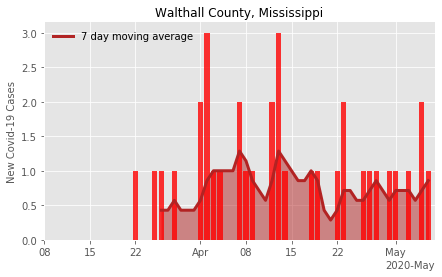 Walthall County, Mississippi
7 day moving average
New Covid-19 Cases
3.0
2.5
2.0
1.5
1.0
0.5
0.0
08 15 22 Apr 08 15 22 May
2020-May